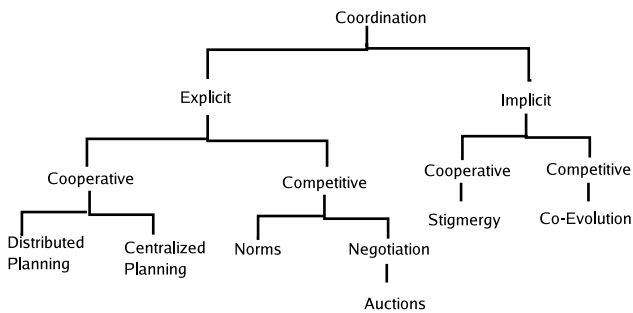 Coordination
Explicit
Implicit
Cooperative
Competitive
Cooperative
Competitive
Distributed
Planning
Centralized
Planning
Norms
Negotiation
Stigmergy
Co-Evolution
Auctions